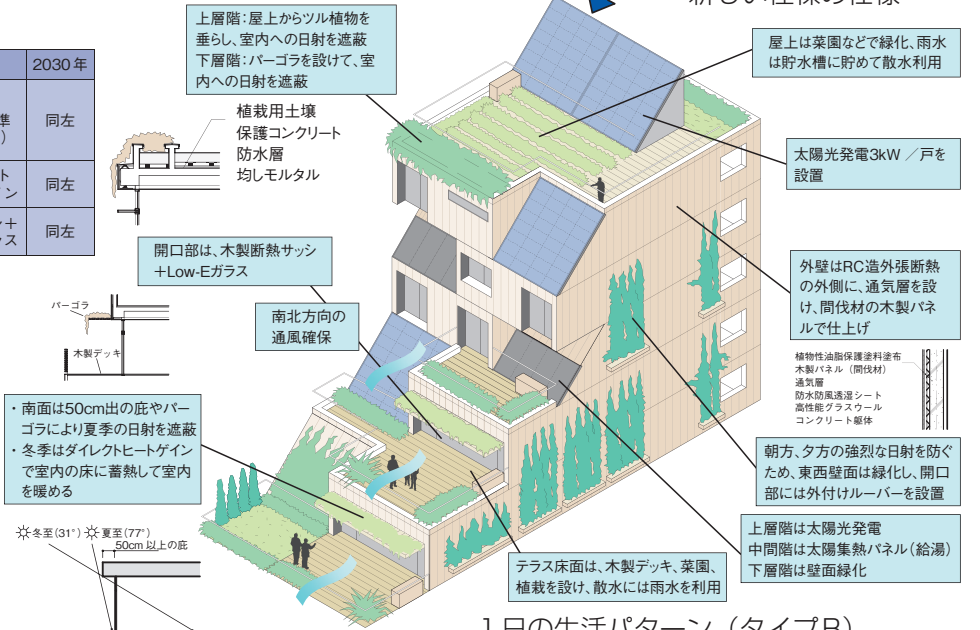 2030年
準
)
同左
ト
イン
同左
ン＋
ラス
同左
上層階：屋上からツル植物を
垂らし、室内への日射を遮蔽
下層階：パーゴラを設けて、室
内への日射を遮蔽
植栽用土壌
保護コンクリート
防水層
均しモルタル
屋上は菜園などで緑化、雨水
は貯水槽に貯めて散水利用
太陽光発電3kW／戸を
設置
開口部は、木製断熱サッシ
＋Low-Eガラス
南北方向の
通風確保
外壁はRC造外張断熱
の外側に、通気層を設
け、間伐材の木製パネ
ルで仕上げ
植物性油脂保護塗料塗布
木製パネル（間伐材）
通気層
防水防風透湿シート
高性能グラスウール
コンクリート躯体
パーゴラ
木製デッキ
・南面は50cm出の庇やパー
ゴラにより夏季の日射を遮蔽
・冬季はダイレクトヒートゲイン
で室内の床に蓄熱して室内
を暖める
朝方、夕方の強烈な日射を防ぐ
ため、東西壁面は緑化し、開口
部には外付けルーバーを設置
上層階は太陽光発電
中間階は太陽集熱パネル（給湯）
下層階は壁面緑化
テラス床面は、木製デッキ、菜園、
植栽を設け、散水には雨水を利用
冬至（31°） 夏至（77°）
50cm以上の庇
1日の生活パターン（タイプB）